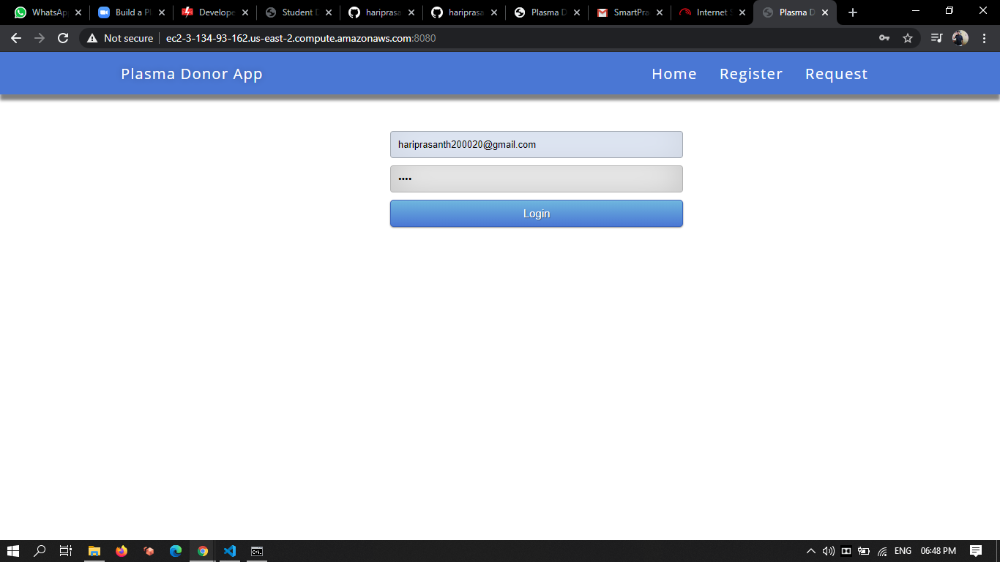 WhatsAp Build a Pl Develope Student D hariprasa hariprasa Plasma D SmartPra Internet S Plasma D
Not secure ec2-3-134-93-162.us-east-2.compute.amazonaws.com:8080
Plasma Donor App Home Register Request
hariprasanth200020@gmail.com
••••
Login
ENG 06:48 PM